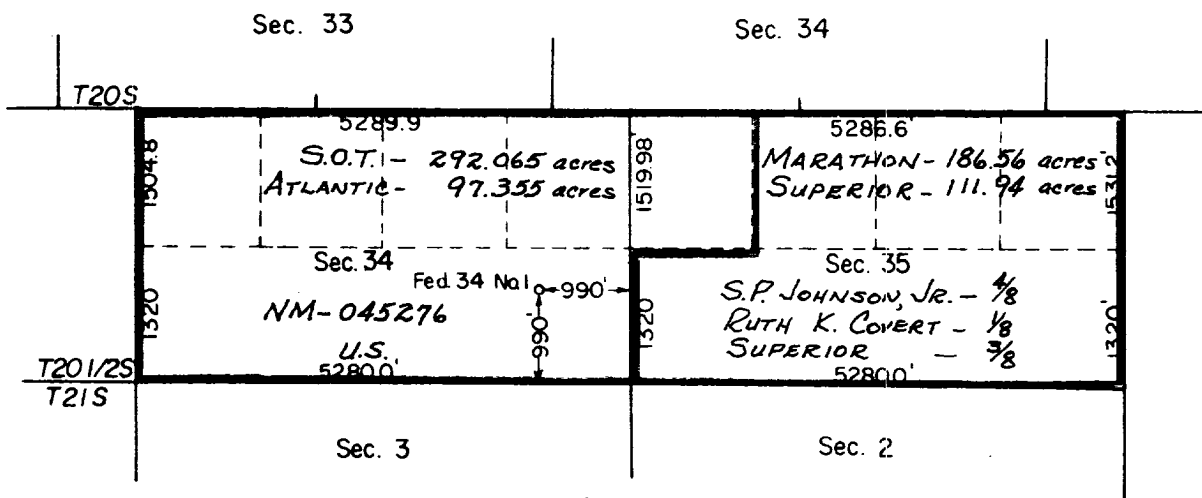 Sec. 33
Sec. 34
T20S
5289.9
5286.6'
S.O.T. - 292.065 acres
ATLANTIC - 97.355 acres
1504.8
1519.98'
MARATHON - 186.56 acres
SUPERIOR - 111.94 acres
1531.2'
Sec. 34
Fed. 34 No.1
990'
990'
NM-045276
U.S.
1320
5280.0'
Sec. 35
S.P. JOHNSON, JR. - 4/8
RUTH K. COVERT - 1/8
SUPERIOR - 3/8
1320
1320'
5280.0'
T20 1/2S
T21S
Sec. 3
Sec. 2